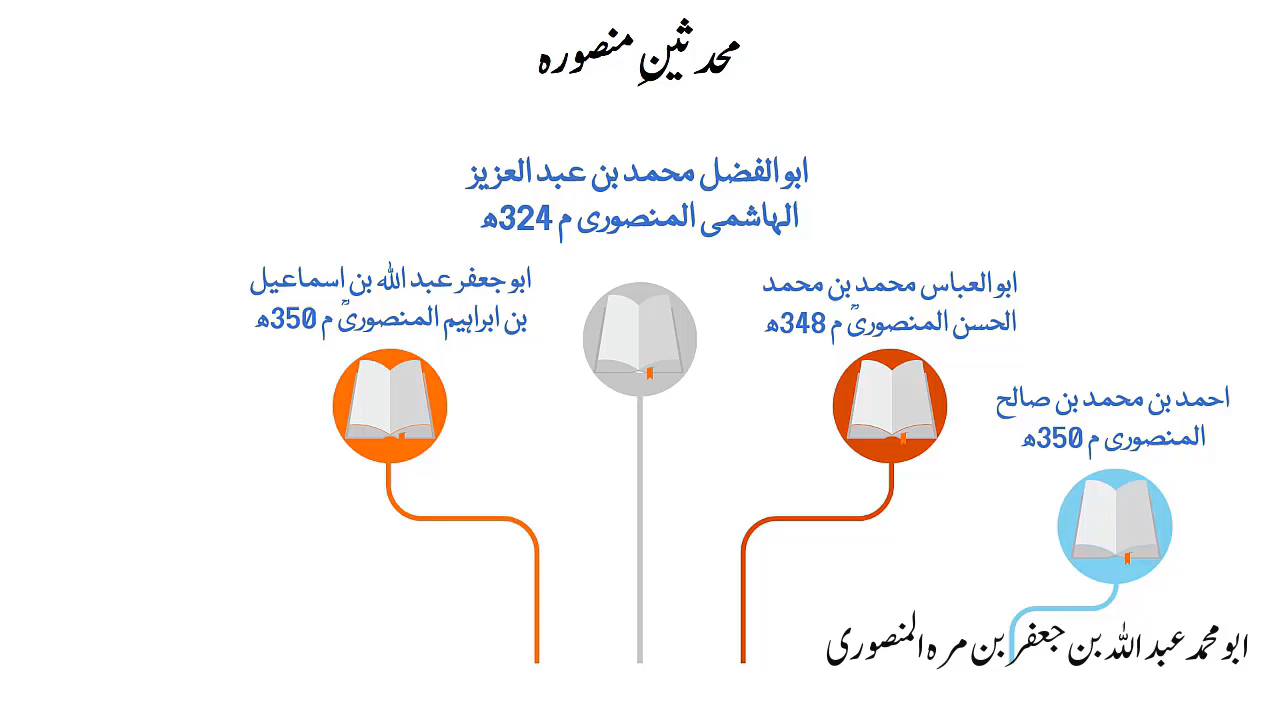 محدثینِ منصورہ
ابوالفضل محمد بن عبد العزیز
الہاشمی المنصوری م 324ھ
ابو جعفر عبد اللہ بن اسماعیل
بن ابراہیم المنصوریؒ م 350ھ
ابو العباس محمد بن محمد
الحسن المنصوریؒ م 348ھ
احمد بن محمد بن صالح
المنصوری م 350ھ
ابو محمد عبد اللہ بن جعفر بن مرہ المنصوری